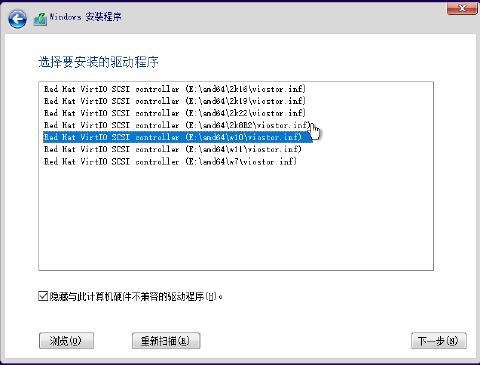 Windows 安装程序
选择要安装的驱动程序
Red Hat VirtIO SCSI controller (E:\amd64\2k16\viostor.inf)
Red Hat VirtIO SCSI controller (E:\amd64\2k19\viostor.inf)
Red Hat VirtIO SCSI controller (E:\amd64\2k22\viostor.inf)
Red Hat VirtIO SCSI controller (E:\amd64\2k8R2\viostor.inf)
Red Hat VirtIO SCSI controller (E:\amd64\w10\viostor.inf)
Red Hat VirtIO SCSI controller (E:\amd64\w11\viostor.inf)
Red Hat VirtIO SCSI controller (E:\amd64\w7\viostor.inf)
隐藏与此计算机硬件不兼容的驱动程序(H)。
浏览(O) 重新扫描(R) 下一步(N)